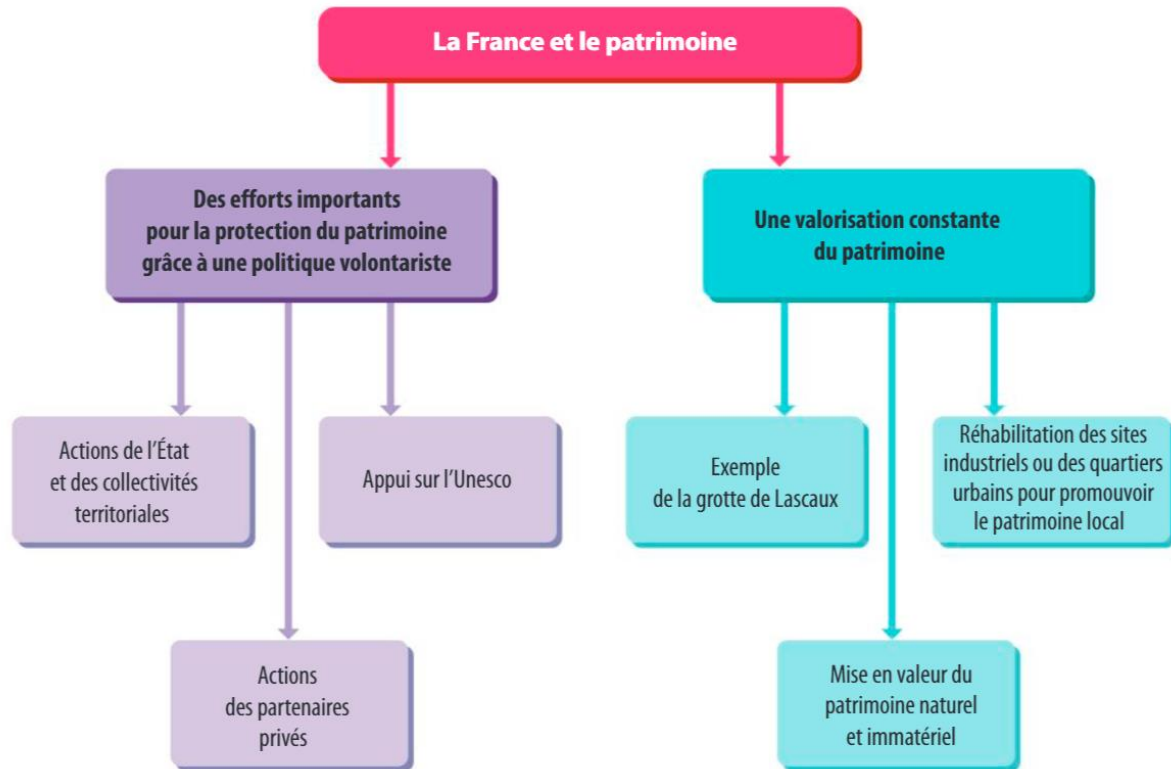 La France et le patrimoine
Des efforts importants
pour la protection du patrimoine
grâce à une politique volontariste
Une valorisation constante
du patrimoine
Actions de l'État
et des collectivités
territoriales
Appui sur l'Unesco
Exemple
de la grotte de Lascaux
Réhabilitation des sites
industriels ou des quartiers
urbains pour promouvoir
le patrimoine local
Actions
des partenaires
privés
Mise en valeur du
patrimoine naturel
et immatériel